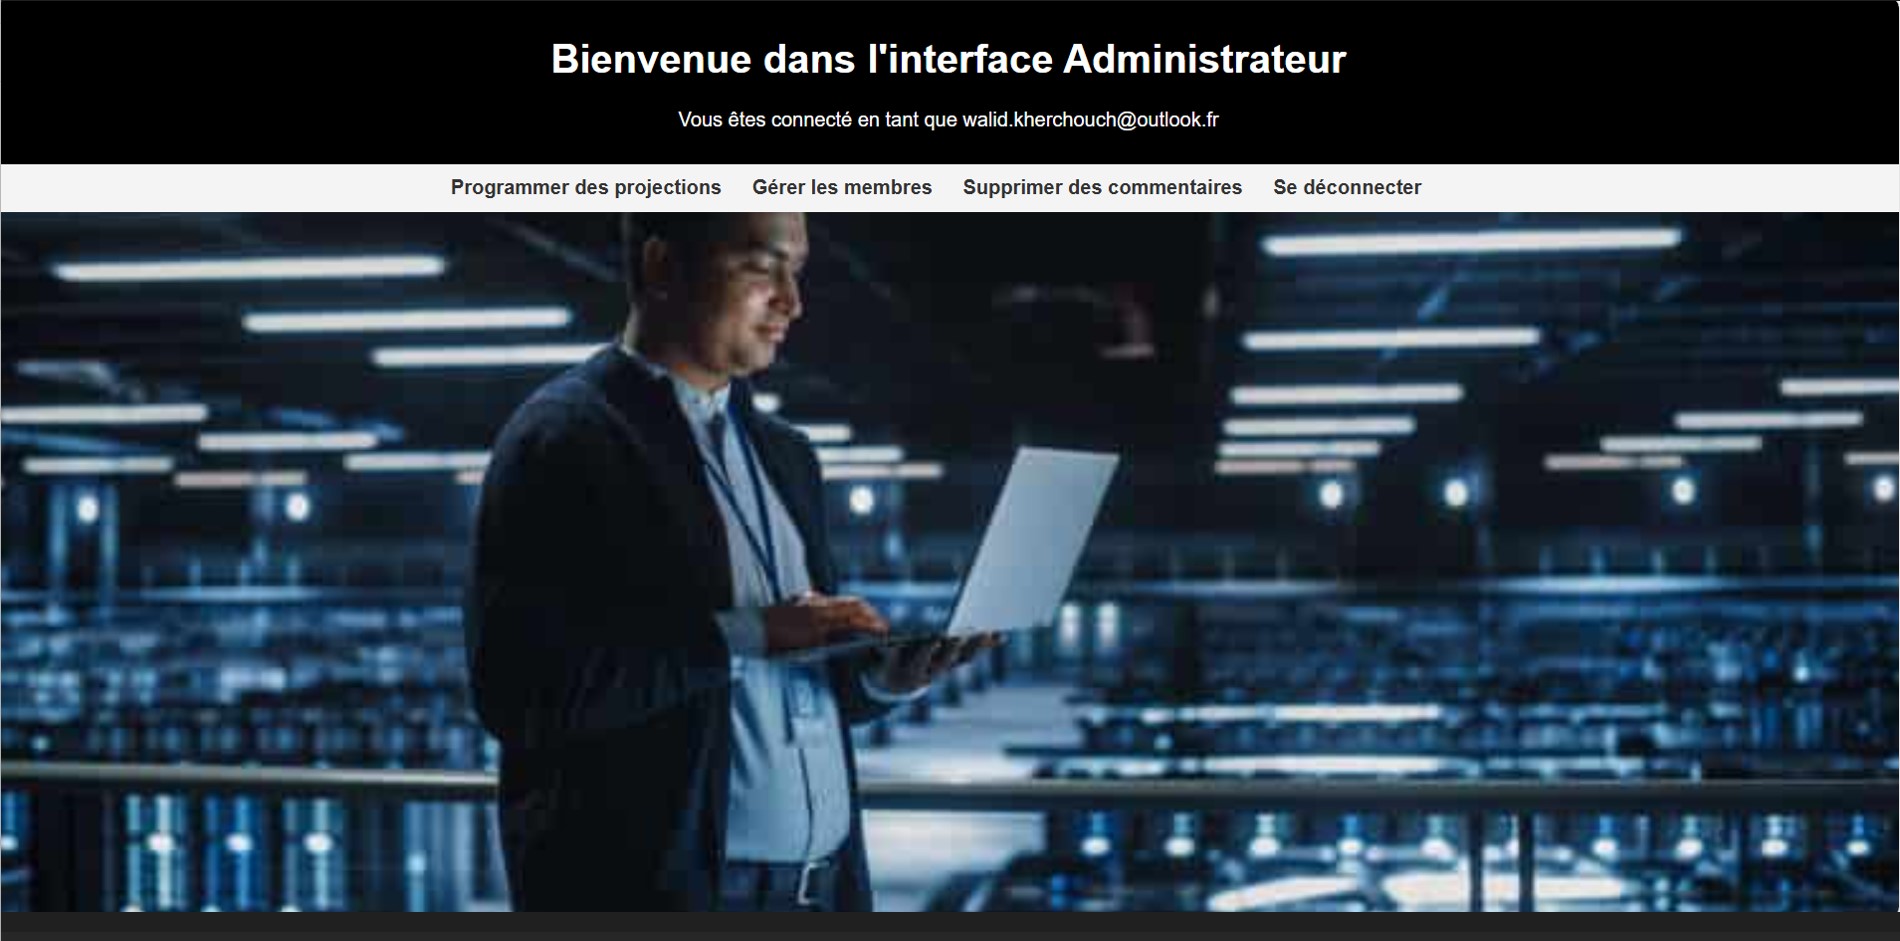 Bienvenue dans l'interface Administrateur
Vous êtes connecté en tant que walid.kherchouch@outlook.fr
Programmer des projections Gérer les membres Supprimer des commentaires Se déconnecter